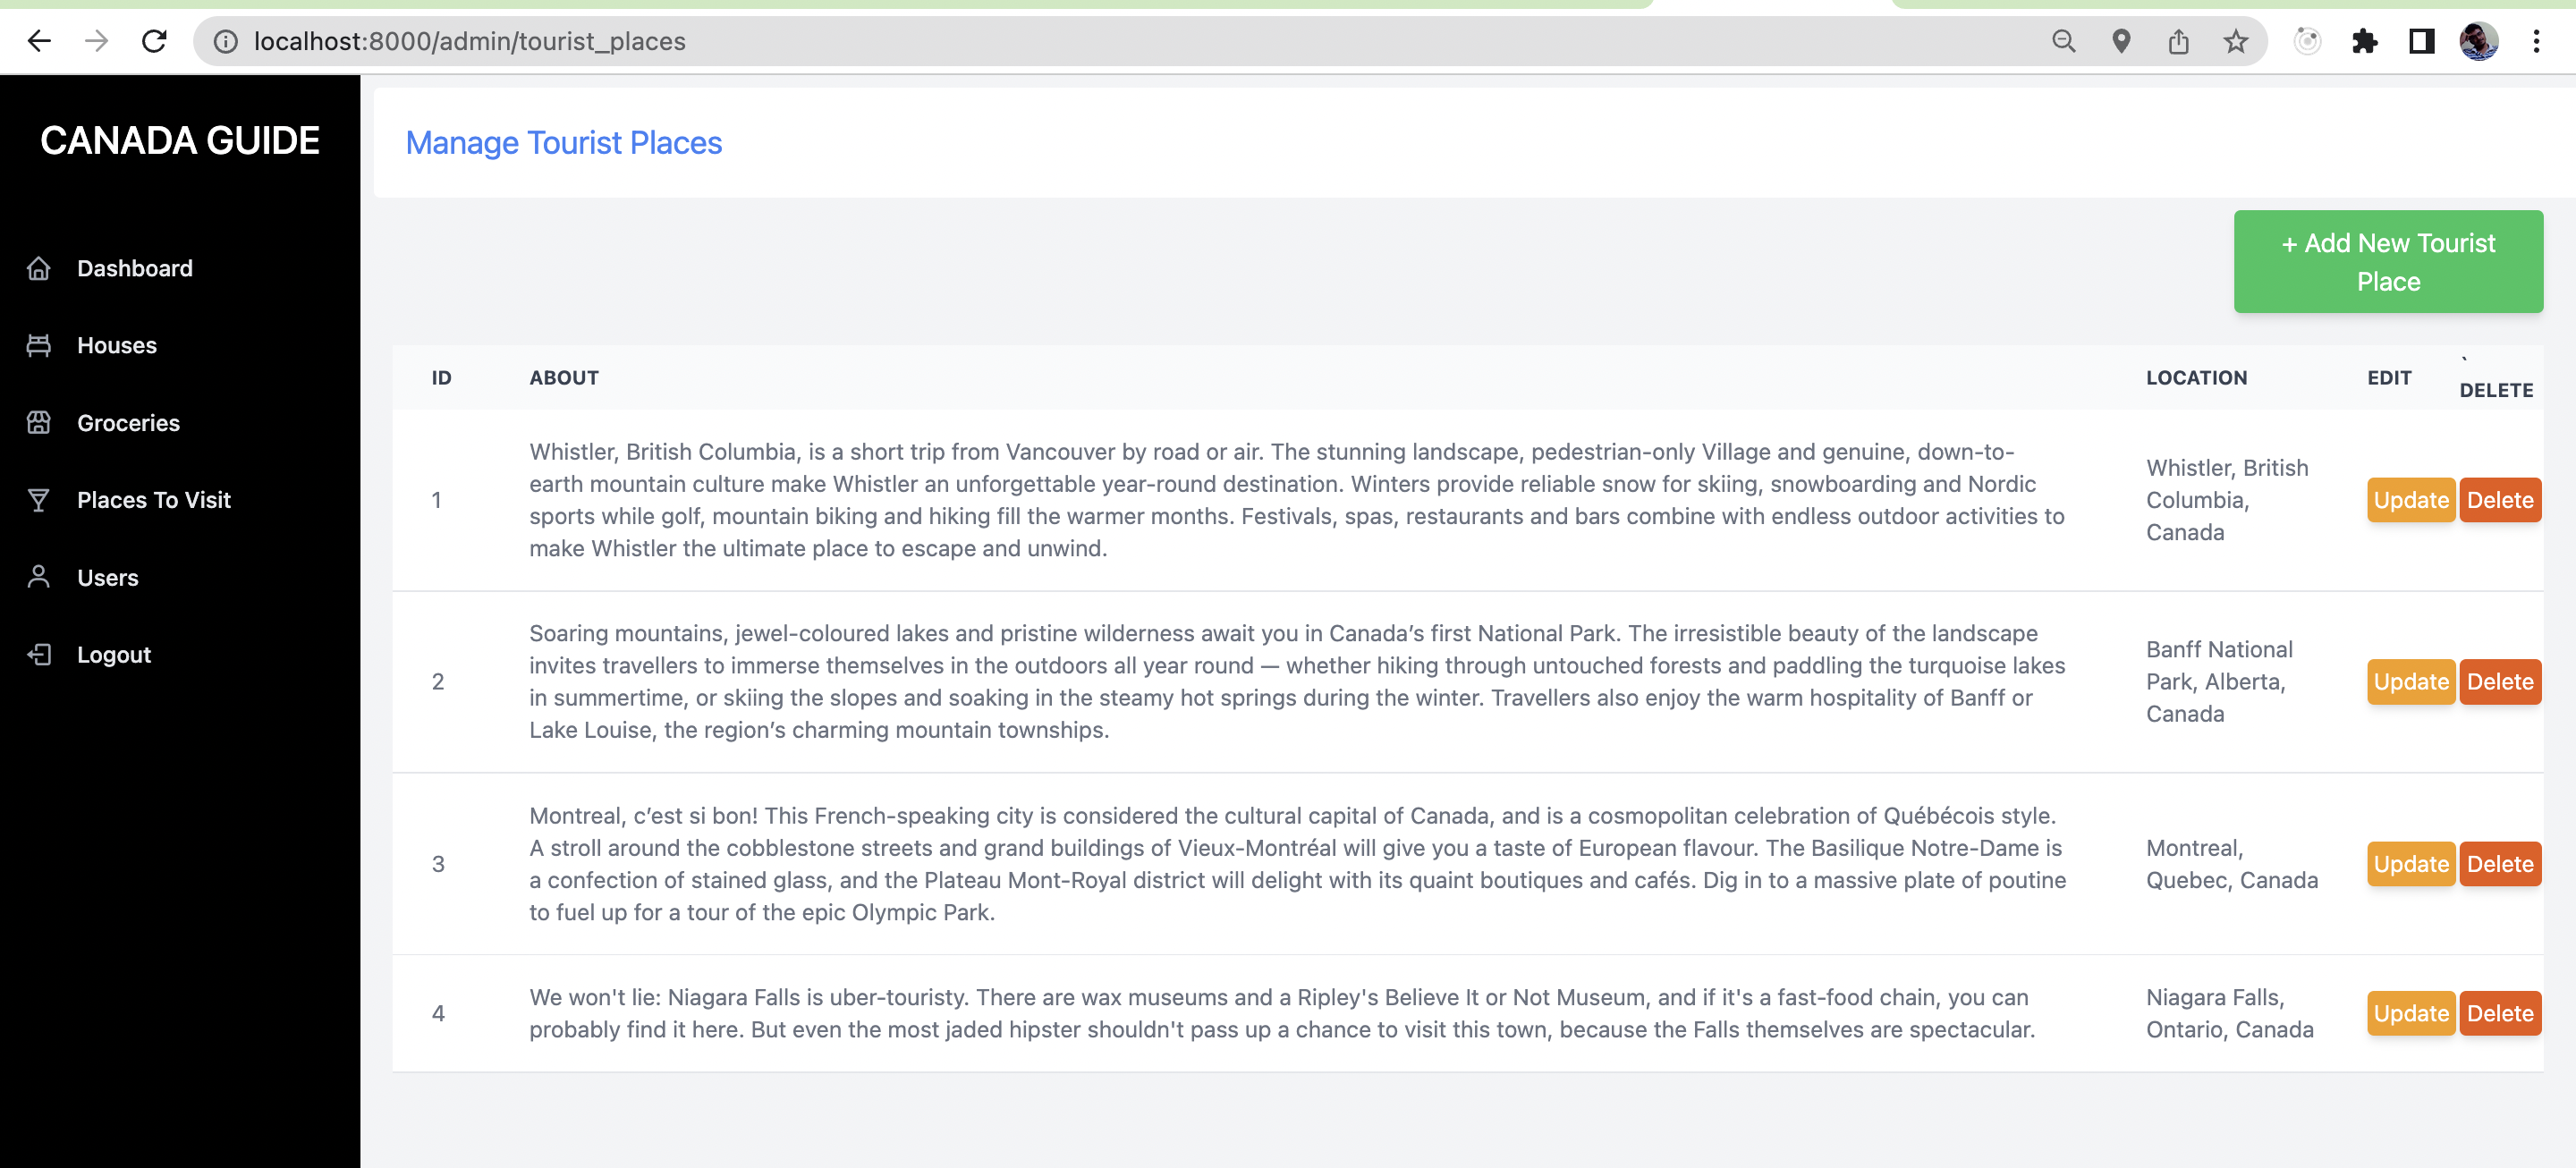 localhost:8000/admin/tourist_places
CANADA GUIDE
Dashboard
Houses
Groceries
Places To Visit
Users
Logout
Manage Tourist Places
+ Add New Tourist
Place
ID ABOUT LOCATION EDIT ` DELETE
1
Whistler, British Columbia, is a short trip from Vancouver by road or air. The stunning landscape, pedestrian-only Village and genuine, down-to-
earth mountain culture make Whistler an unforgettable year-round destination. Winters provide reliable snow for skiing, snowboarding and Nordic
sports while golf, mountain biking and hiking fill the warmer months. Festivals, spas, restaurants and bars combine with endless outdoor activities to
make Whistler the ultimate place to escape and unwind.
Whistler, British
Columbia,
Canada
Update Delete
2
Soaring mountains, jewel-coloured lakes and pristine wilderness await you in Canada’s first National Park. The irresistible beauty of the landscape
invites travellers to immerse themselves in the outdoors all year round — whether hiking through untouched forests and paddling the turquoise lakes
in summertime, or skiing the slopes and soaking in the steamy hot springs during the winter. Travellers also enjoy the warm hospitality of Banff or
Lake Louise, the region’s charming mountain townships.
Banff National
Park, Alberta,
Canada
Update Delete
3
Montreal, c’est si bon! This French-speaking city is considered the cultural capital of Canada, and is a cosmopolitan celebration of Québécois style.
A stroll around the cobblestone streets and grand buildings of Vieux-Montréal will give you a taste of European flavour. The Basilique Notre-Dame is
a confection of stained glass, and the Plateau Mont-Royal district will delight with its quaint boutiques and cafés. Dig in to a massive plate of poutine
to fuel up for a tour of the epic Olympic Park.
Montreal,
Quebec, Canada
Update Delete
4
We won't lie: Niagara Falls is uber-touristy. There are wax museums and a Ripley's Believe It or Not Museum, and if it's a fast-food chain, you can
probably find it here. But even the most jaded hipster shouldn't pass up a chance to visit this town, because the Falls themselves are spectacular.
Niagara Falls,
Ontario, Canada
Update Delete